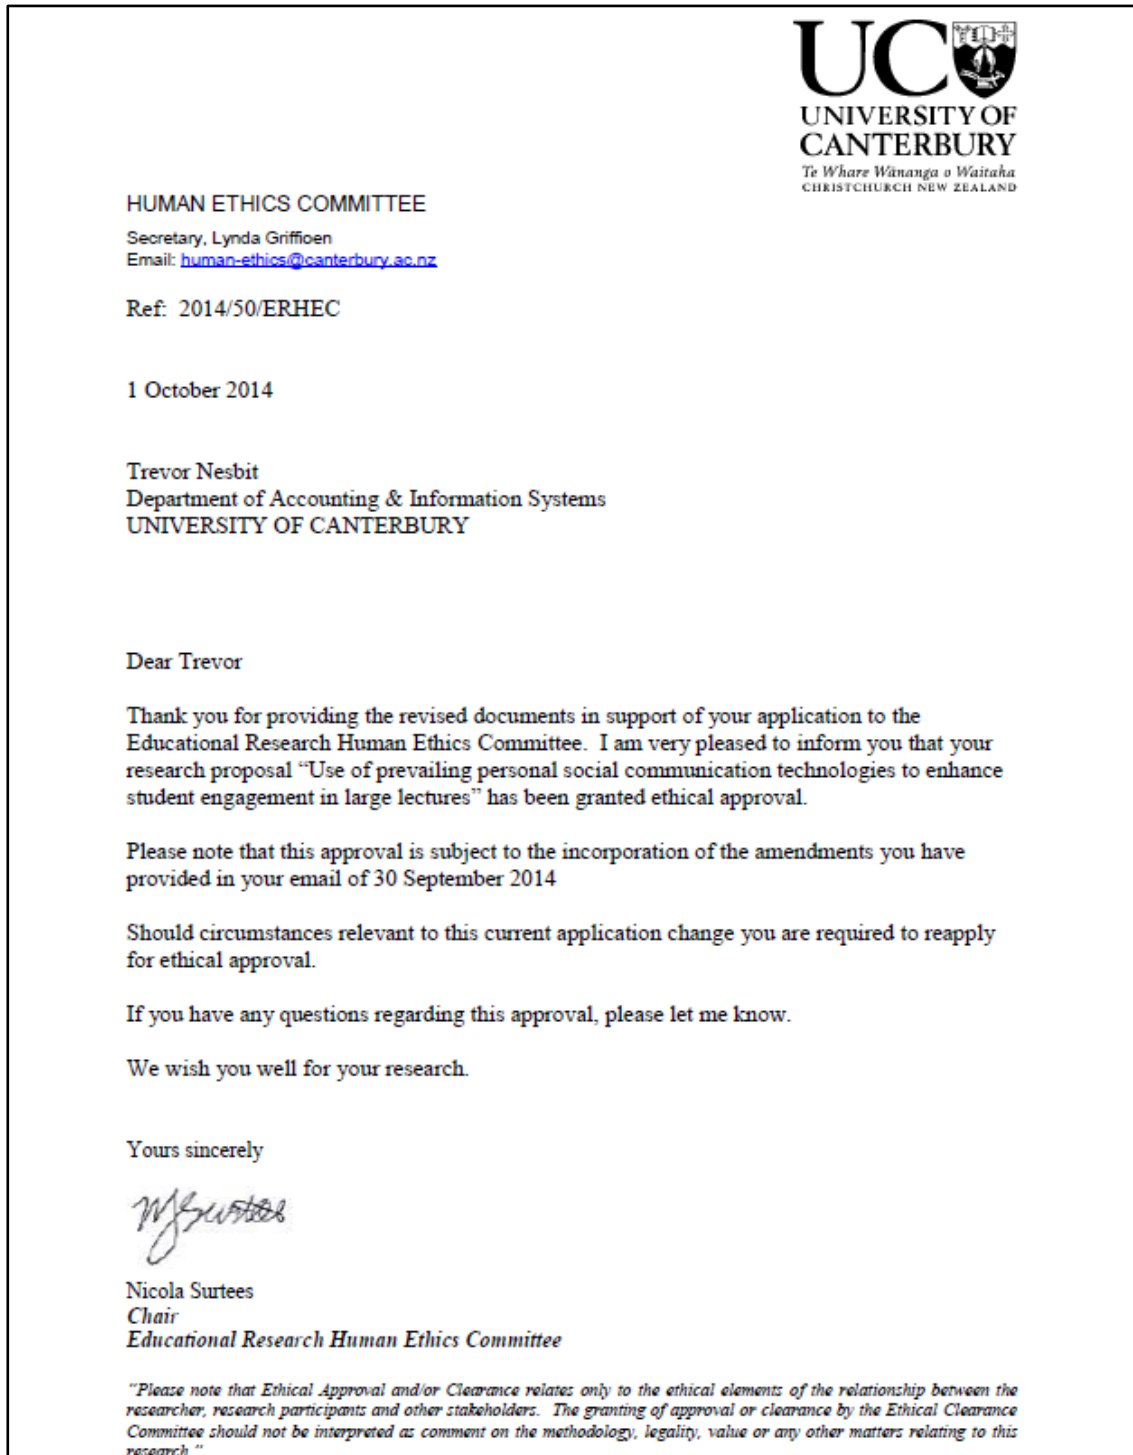 UC
UNIVERSITY OF
CANTERBURY
Te Whare Wānanga o Waitaha
CHRISTCHURCH NEW ZEALAND
HUMAN ETHICS COMMITTEE
Secretary, Lynda Griffioen
Email: human-ethics@canterbury.ac.nz
Ref:  2014/50/ERHEC
1 October 2014
Trevor Nesbit
Department of Accounting & Information Systems
UNIVERSITY OF CANTERBURY
Dear Trevor
Thank you for providing the revised documents in support of your application to the
Educational Research Human Ethics Committee.  I am very pleased to inform you that your
research proposal “Use of prevailing personal social communication technologies to enhance
student engagement in large lectures” has been granted ethical approval.
Please note that this approval is subject to the incorporation of the amendments you have
provided in your email of 30 September 2014
Should circumstances relevant to this current application change you are required to reapply
for ethical approval.
If you have any questions regarding this approval, please let me know.
We wish you well for your research.
Yours sincerely
NJSurtees
Nicola Surtees
Chair
Educational Research Human Ethics Committee
“Please note that Ethical Approval and/or Clearance relates only to the ethical elements of the relationship between the
researcher, research participants and other stakeholders.  The granting of approval or clearance by the Ethical Clearance
Committee should not be interpreted as comment on the methodology, legality, value or any other matters relating to this
research.”